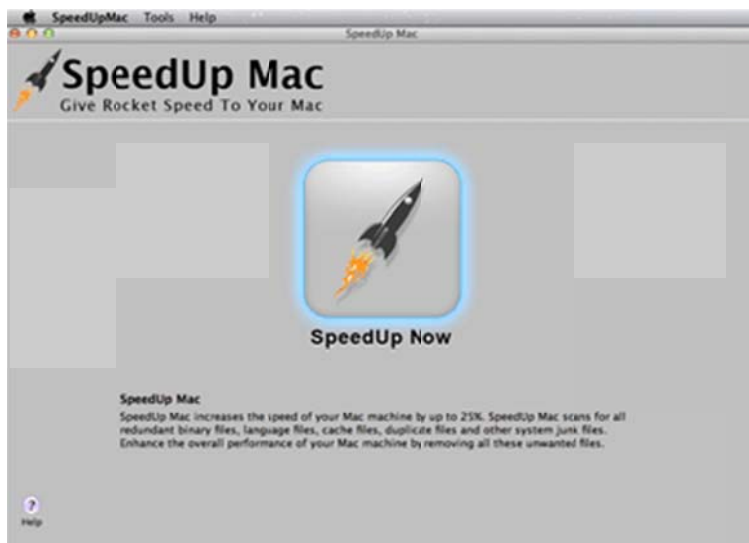 SpeedUpMac Tools Help
SpeedUp Mac
SpeedUp Mac
Give Rocket Speed To Your Mac
SpeedUp Now
SpeedUp Mac
SpeedUp Mac increases the speed of your Mac machine by up to 25%. SpeedUp Mac scans for all
redundant binary files, language files, cache files, duplicate files and other system junk files.
Enhance the overall performance of your Mac machine by removing all these unwanted files.
?
Help